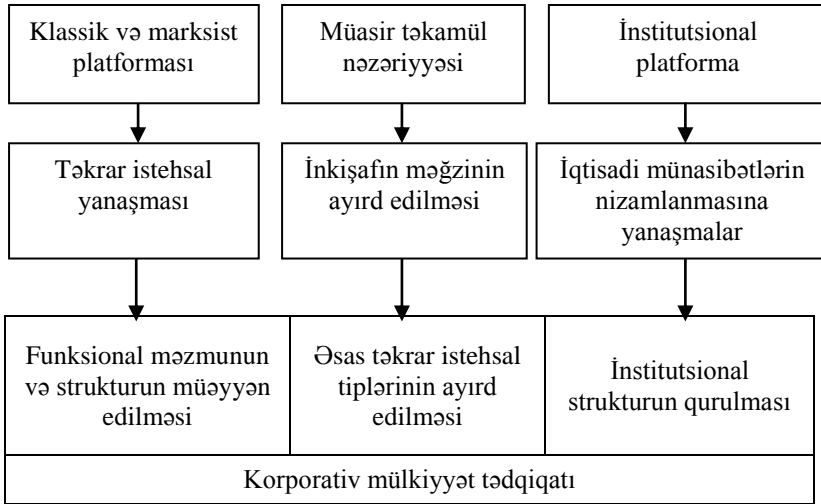 Klassik və marksist
platforması
Müasir təkamül
nəzəriyyəsi
İnstitutsional
platforma
Təkrar istehsal
yanaşması
İnkişafın məğzinin
ayırd edilməsi
İqtisadi münasibətlərin
nizamlanmasına
yanaşmalar
Funksional məzmunun
və strukturun müəyyən
edilməsi
Əsas təkrar istehsal
tiplərinin ayırd
edilməsi
İnstitutsional
strukturun qurulması
Korporativ mülkiyyət tədqiqatı